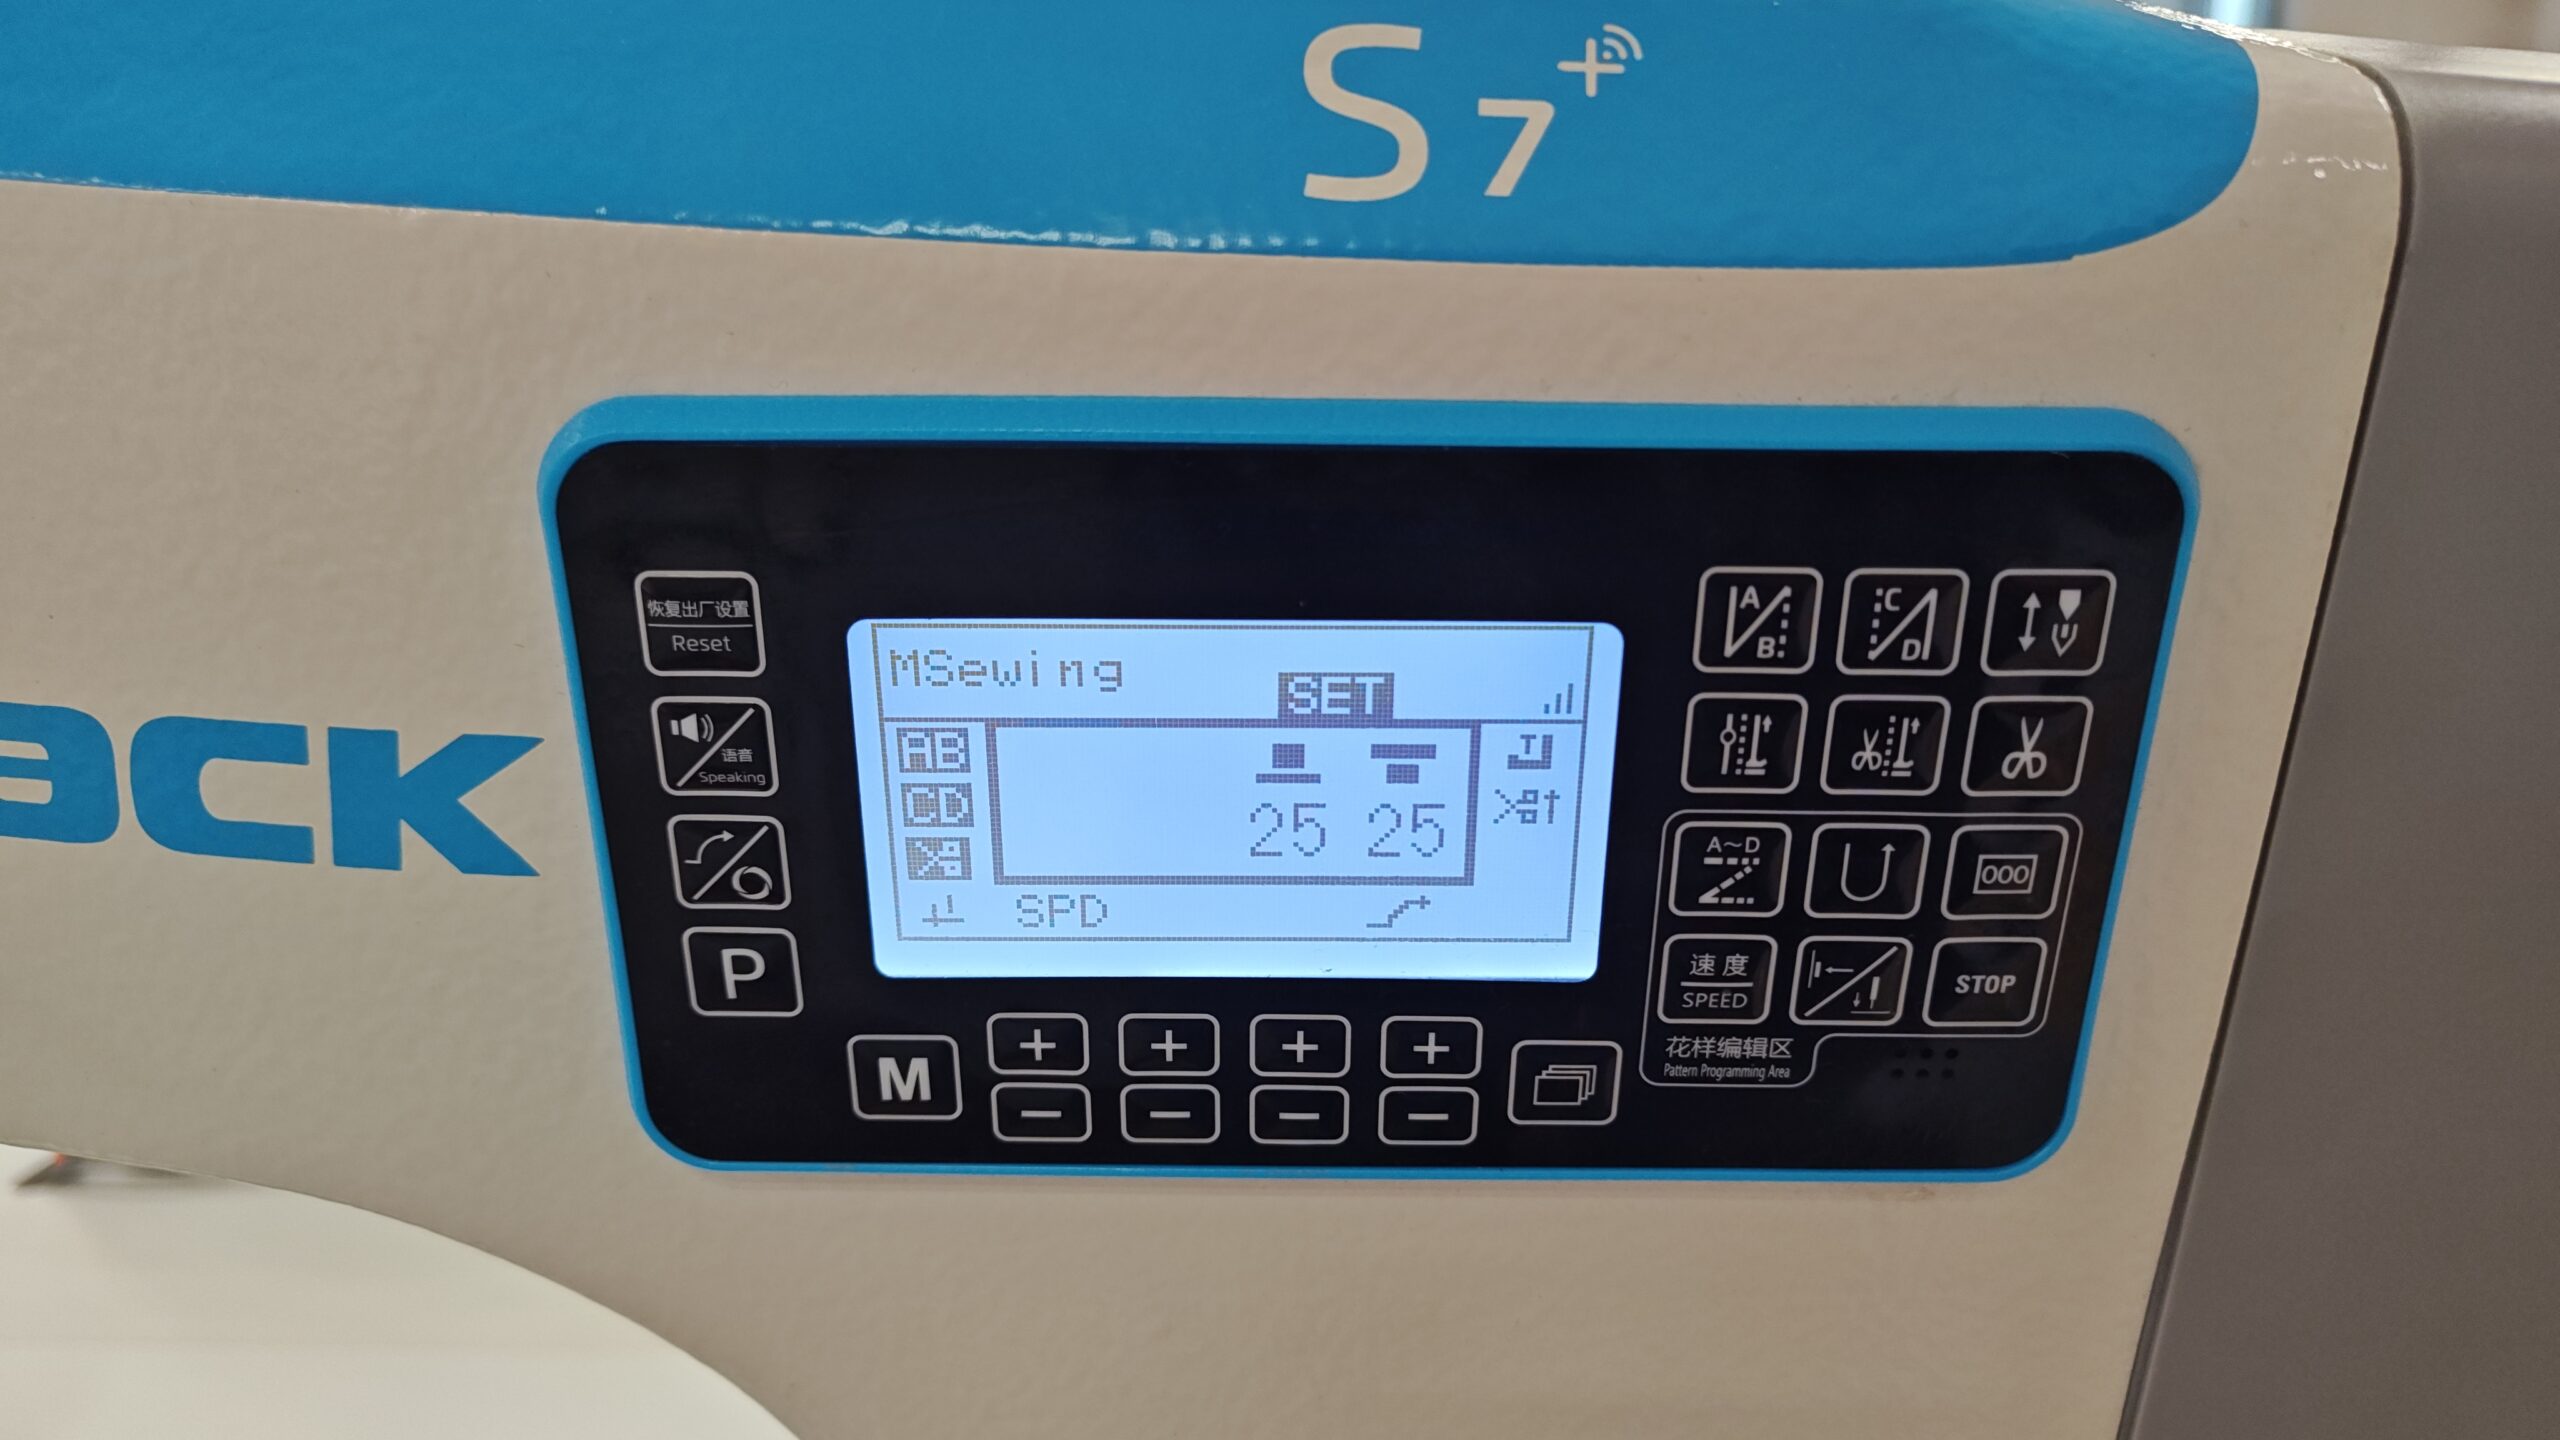 S7+
ACK
恢复出厂设置
Reset
语音
Speaking
P
MSewing
SET
AB
CD
25 25
SPD
M
+ + + +
- - - -
A B
C D
A~D
000
速度
SPEED
STOP
花样编辑区
Pattern Programming Area